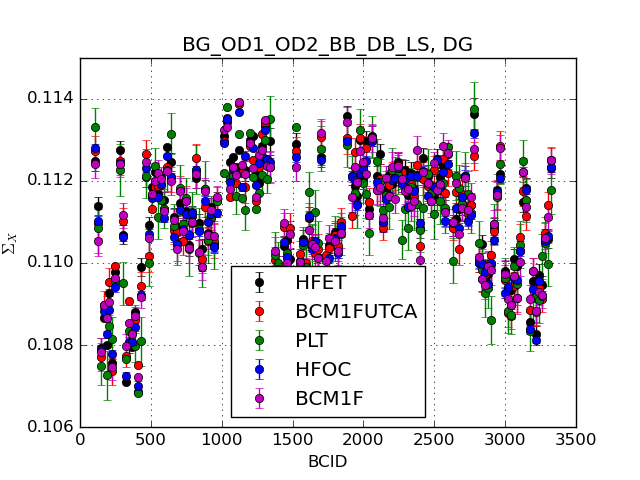 BG_OD1_OD2_BB_DB_LS, DG
0.114
0.112
0.110
0.108
0.106
Σ_X
HFET
BCM1FUTCA
PLT
HFOC
BCM1F
0 500 1000 1500 2000 2500 3000 3500
BCID